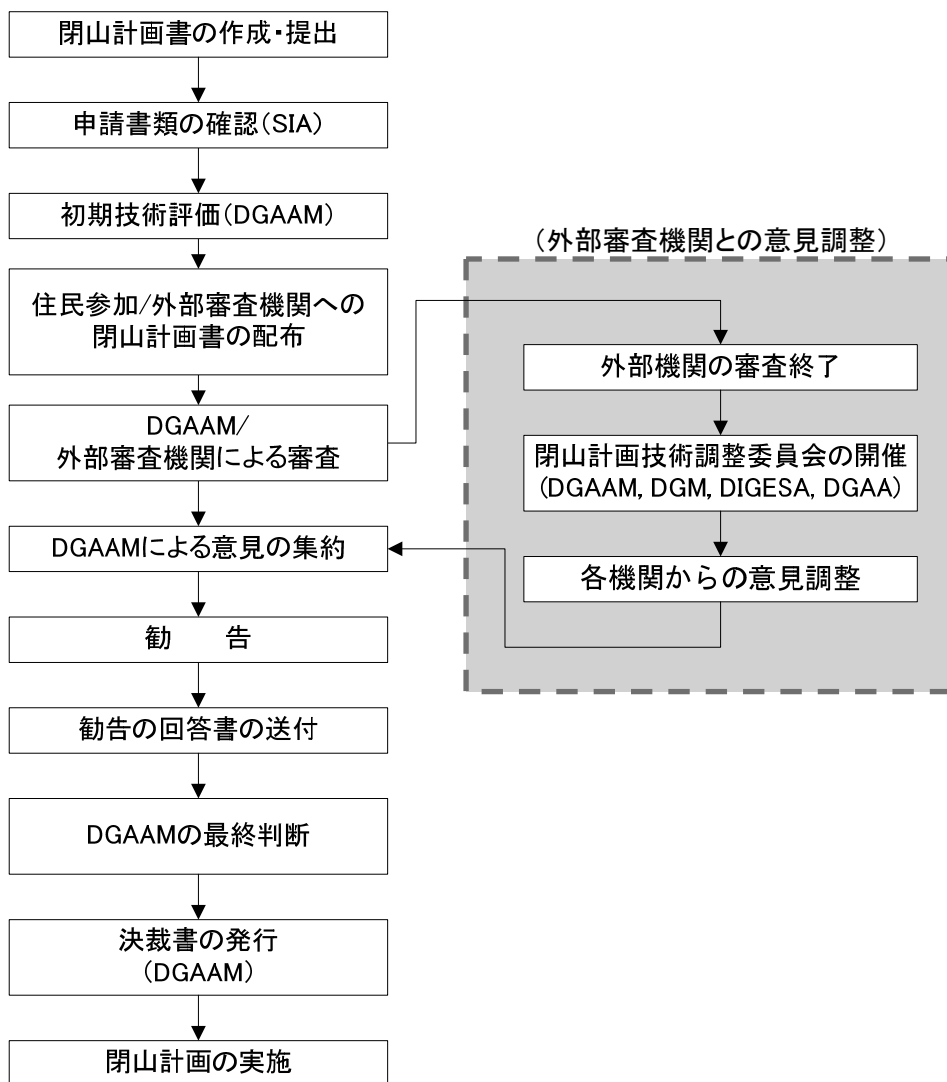 閉山計画書の作成・提出
申請書類の確認(SIA)
初期技術評価(DGAAM)
住民参加/外部審査機関への
閉山計画書の配布
DGAAM/
外部審査機関による審査
(外部審査機関との意見調整)
外部機関の審査終了
閉山計画技術調整委員会の開催
(DGAAM, DGM, DIGESA, DGAA)
各機関からの意見調整
DGAAMによる意見の集約
勧　　告
勧告の回答書の送付
DGAAMの最終判断
決裁書の発行
(DGAAM)
閉山計画の実施